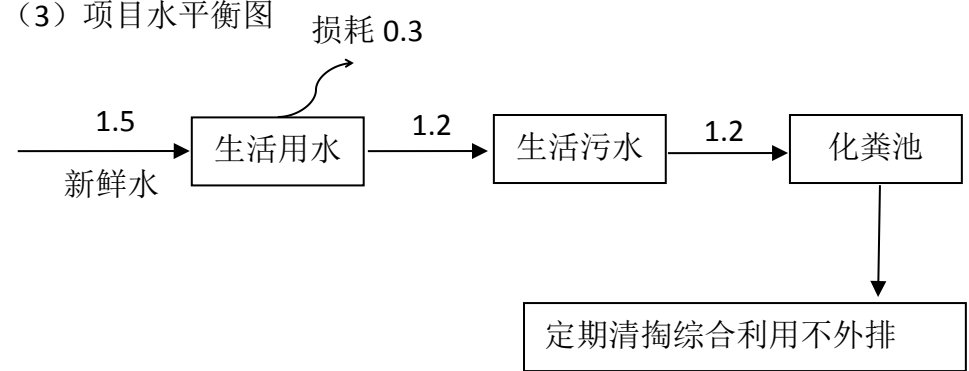 （3）项目水平衡图
损耗 0.3
1.5
新鲜水
生活用水
1.2
生活污水
1.2
化粪池
定期清掏综合利用不外排